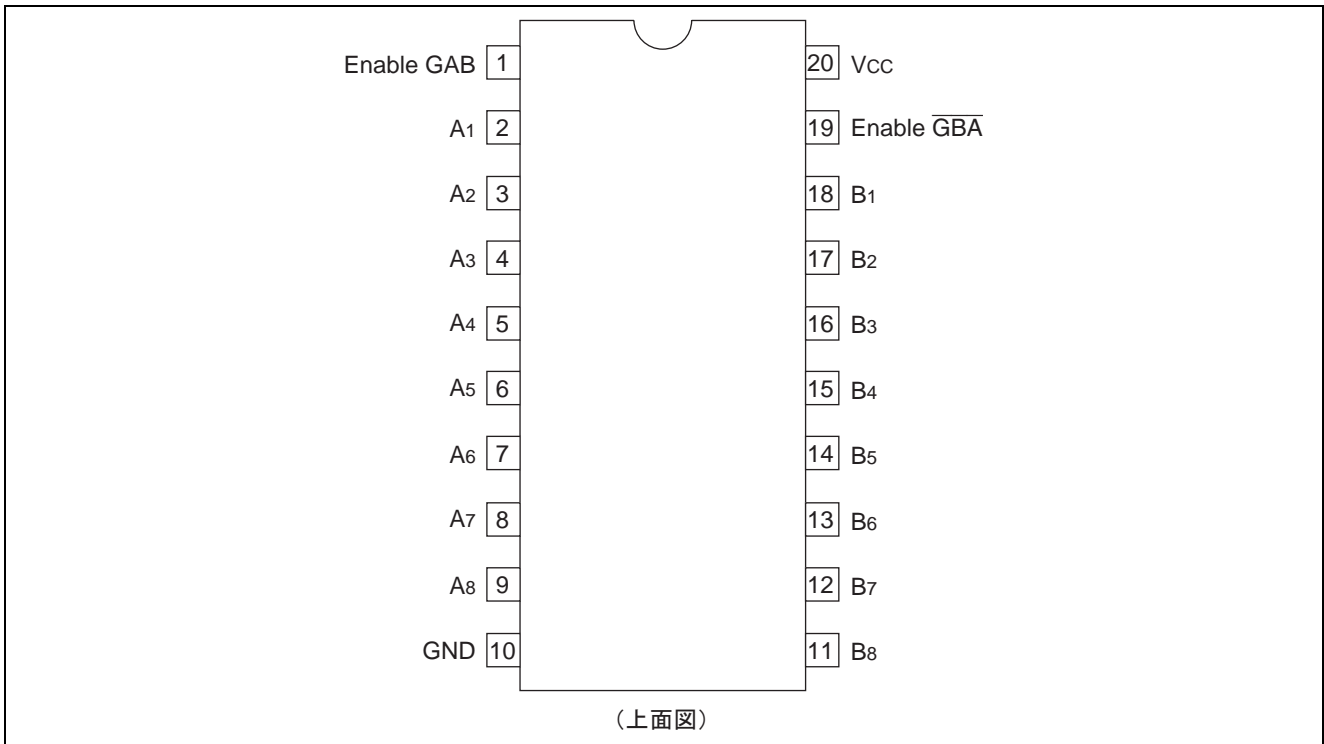 Enable GAB 1 20 VCC
A1 2 19 Enable G̅B̅A̅
A2 3 18 B1
A3 4 17 B2
A4 5 16 B3
A5 6 15 B4
A6 7 14 B5
A7 8 13 B6
A8 9 12 B7
GND 10 11 B8
（上面図）